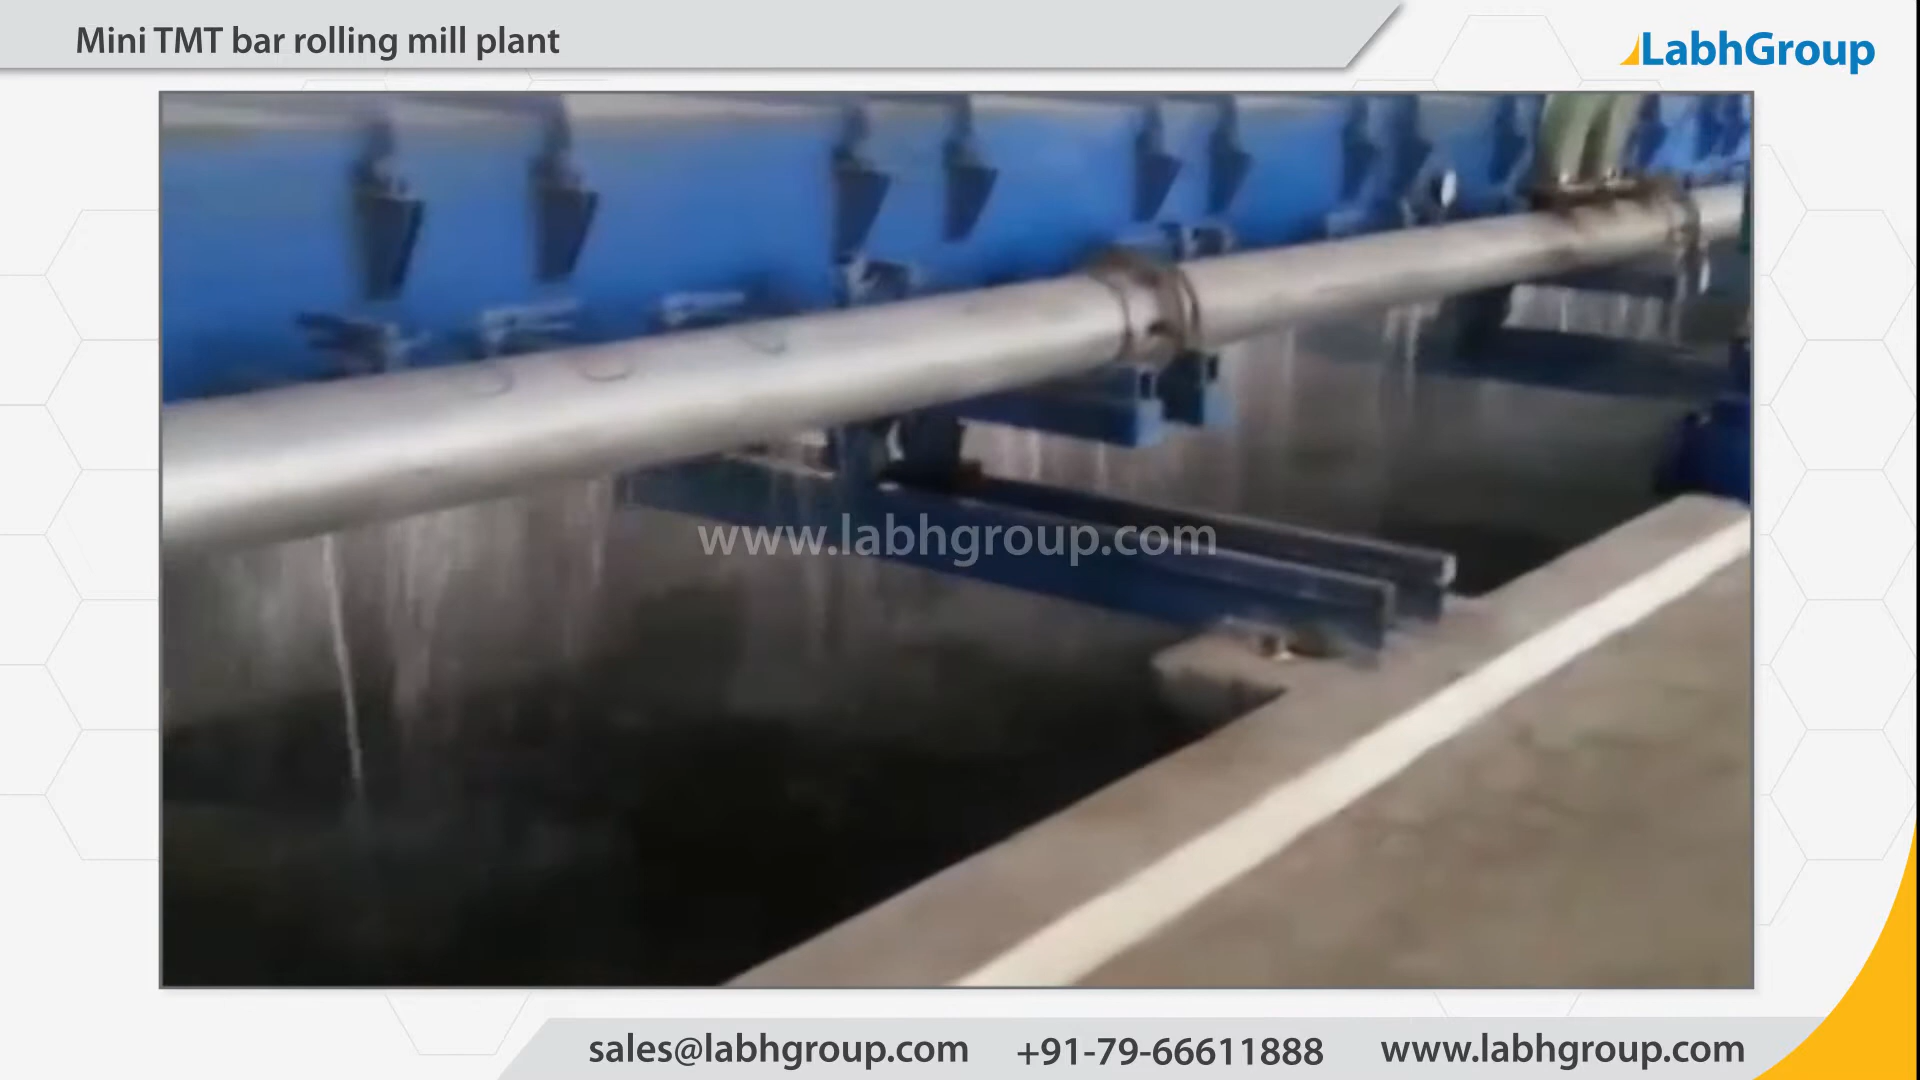 Mini TMT bar rolling mill plant
LabhGroup
www.labhgroup.com
sales@labhgroup.com +91-79-66611888 www.labhgroup.com